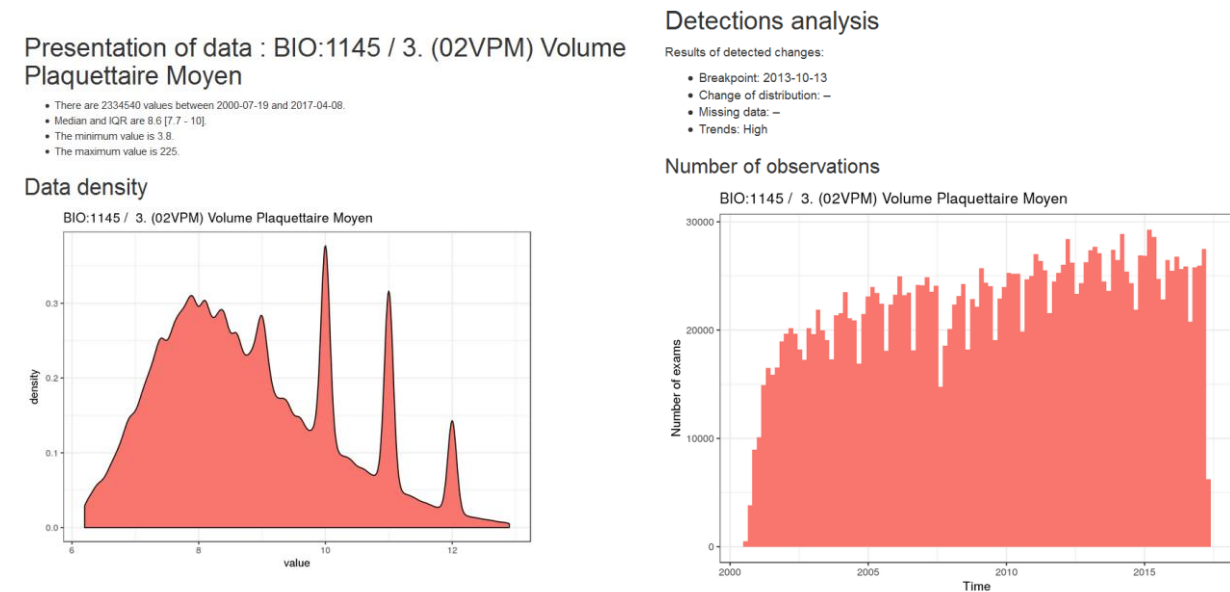 Presentation of data : BIO:1145 / 3. (02VPM) Volume
Plaquettaire Moyen
• There are 2334540 values between 2000-07-19 and 2017-04-08.
• Median and IQR are 8.6 [7.7 - 10].
• The minimum value is 3.8.
• The maximum value is 225.
Data density
BIO:1145 / 3. (02VPM) Volume Plaquettaire Moyen
density
0.3
0.2
0.1
0.0
6 8 10 12
value
Detections analysis
Results of detected changes:
• Breakpoint: 2013-10-13
• Change of distribution: –
• Missing data: –
• Trends: High
Number of observations
BIO:1145 / 3. (02VPM) Volume Plaquettaire Moyen
Number of exams
30000
20000
10000
0
2000 2005 2010 2015
Time